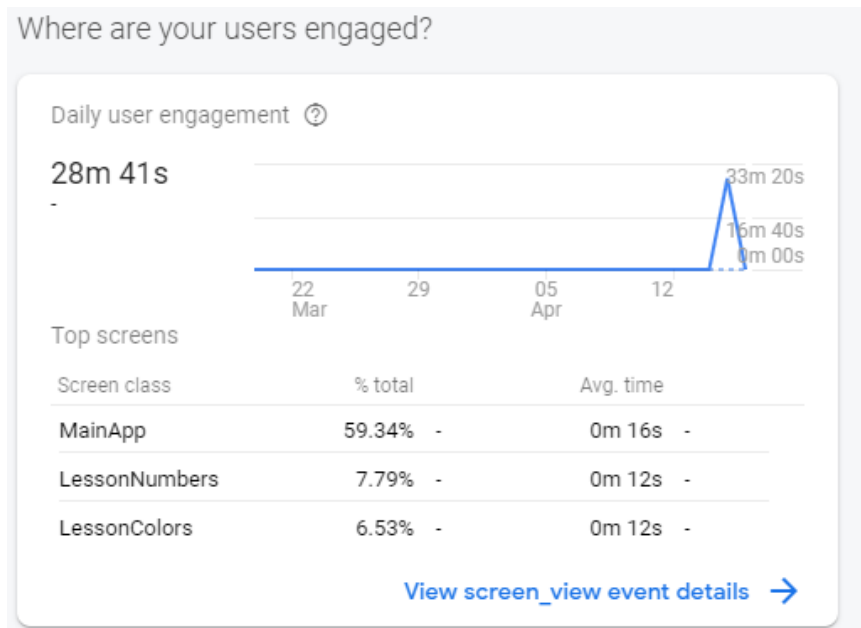 Where are your users engaged?
Daily user engagement ?
28m 41s
-
33m 20s
16m 40s
0m 00s
22 29 05 12
Mar Apr
Top screens
Screen class % total Avg. time
MainApp 59.34% - 0m 16s -
LessonNumbers 7.79% - 0m 12s -
LessonColors 6.53% - 0m 12s -
View screen_view event details →